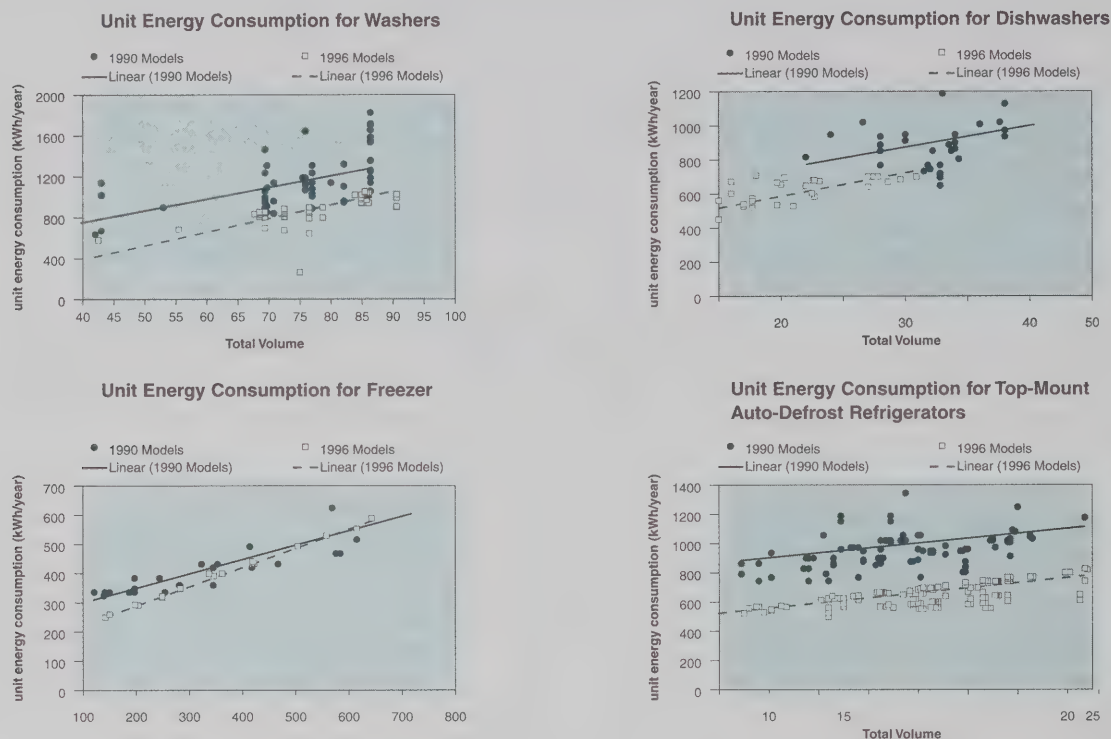 Unit Energy Consumption for Washers
1990 Models
1996 Models
Linear (1990 Models)
Linear (1996 Models)
unit energy consumption (kWh/year)
2000
1600
1200
800
400
0
40 45 50 55 60 65 70 75 80 85 90 95 100
Total Volume
Unit Energy Consumption for Dishwashers
1990 Models
1996 Models
Linear (1990 Models)
Linear (1996 Models)
unit energy consumption (kWh/year)
1200
1000
800
600
400
200
0
20 30 40 50
Total Volume
Unit Energy Consumption for Freezer
1990 Models
1996 Models
Linear (1990 Models)
Linear (1996 Models)
unit energy consumption (kWh/year)
700
600
500
400
300
200
100
0
100 200 300 400 500 600 700 800
Unit Energy Consumption for Top-Mount
Auto-Defrost Refrigerators
1990 Models
1996 Models
Linear (1990 Models)
Linear (1996 Models)
unit energy consumption (kWh/year)
1400
1200
1000
800
600
400
200
0
10 15 20 25
Total Volume